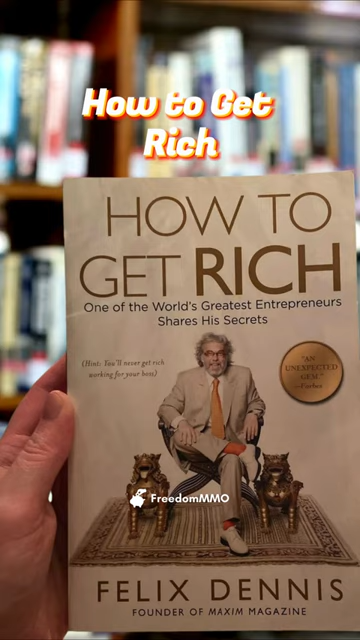 How to Get
Rich
HOW TO
GET RICH
One of the World's Greatest Entrepreneurs
Shares His Secrets
(Hint: You'll never get rich
working for your boss)
"AN
UNEXPECTED
GEM."
—Forbes
FreedomMMO
FELIX DENNIS
FOUNDER OF MAXIM MAGAZINE